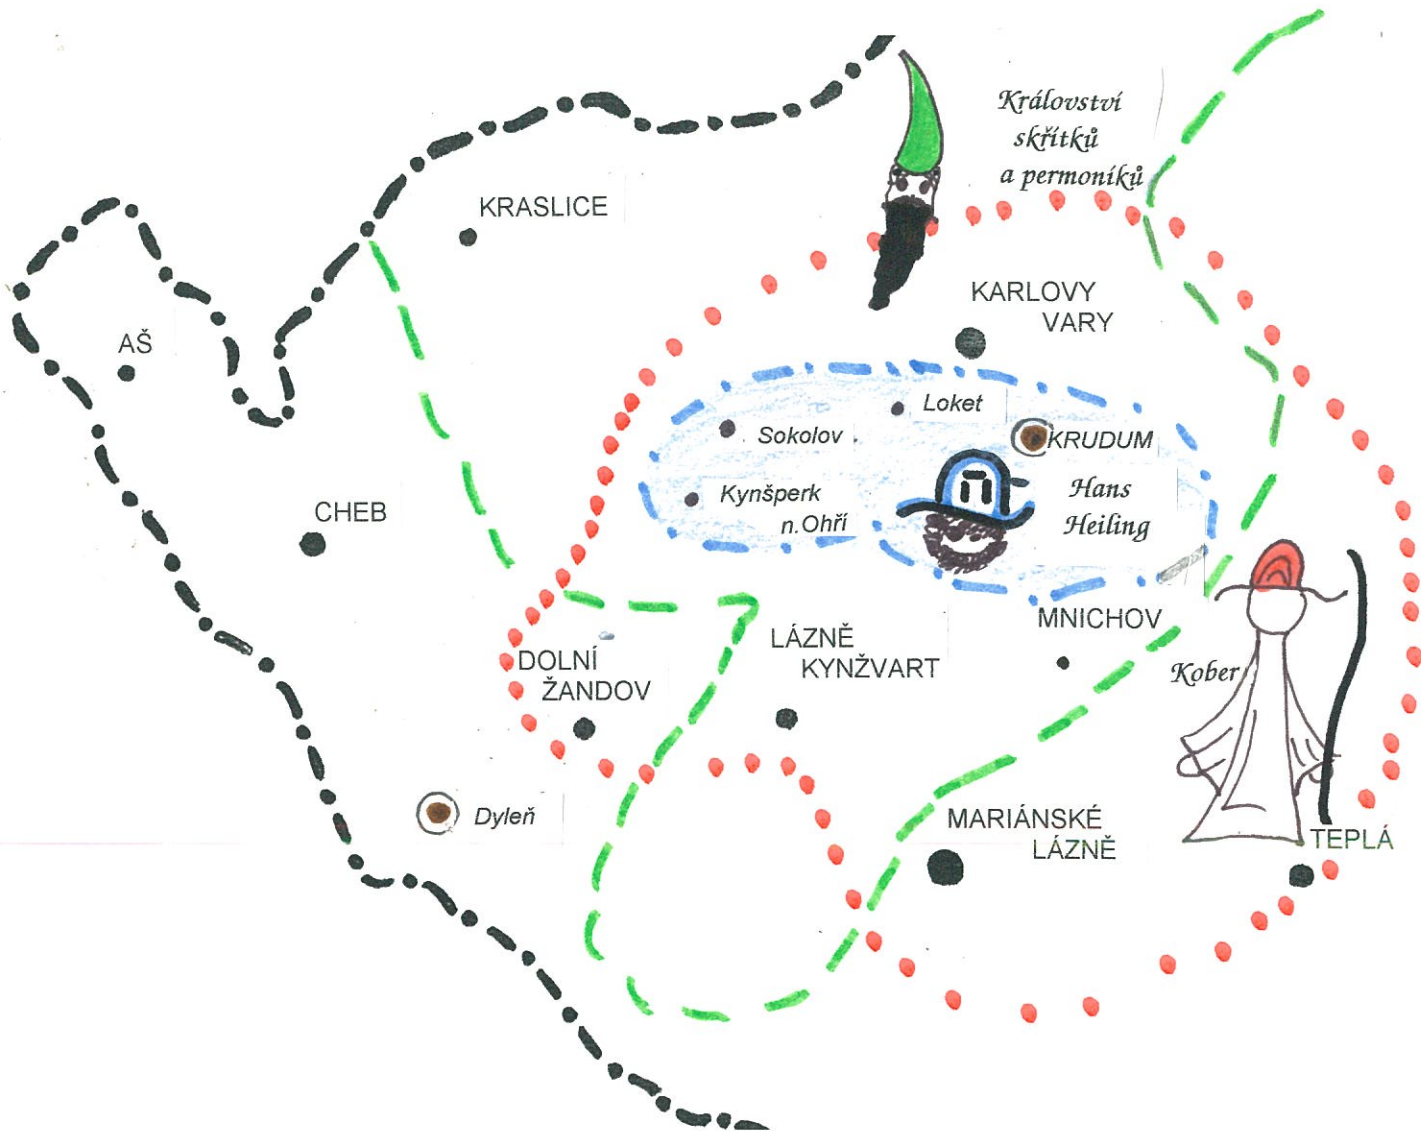 Království
skřítků
a permoníků
KRASLICE
KARLOVY
VARY
AŠ
Loket
Sokolov
KRUDUM
Kynšperk
n.Ohří
Hans
Heiling
CHEB
MNICHOV
LÁZNĚ
KYNŽVART
DOLNÍ
ŽANDOV
Kober
Dyleň
MARIÁNSKÉ
LÁZNĚ
TEPLÁ